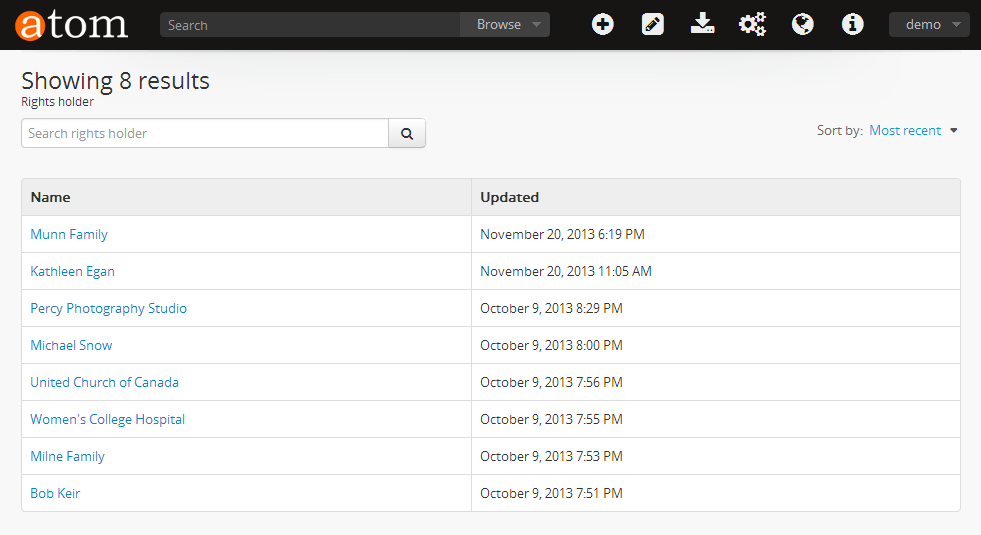 atom Search Browse demo
Showing 8 results
Rights holder
Search rights holder
Sort by: Most recent
Name Updated
Munn Family November 20, 2013 6:19 PM
Kathleen Egan November 20, 2013 11:05 AM
Percy Photography Studio October 9, 2013 8:29 PM
Michael Snow October 9, 2013 8:00 PM
United Church of Canada October 9, 2013 7:56 PM
Women's College Hospital October 9, 2013 7:55 PM
Milne Family October 9, 2013 7:53 PM
Bob Keir October 9, 2013 7:51 PM